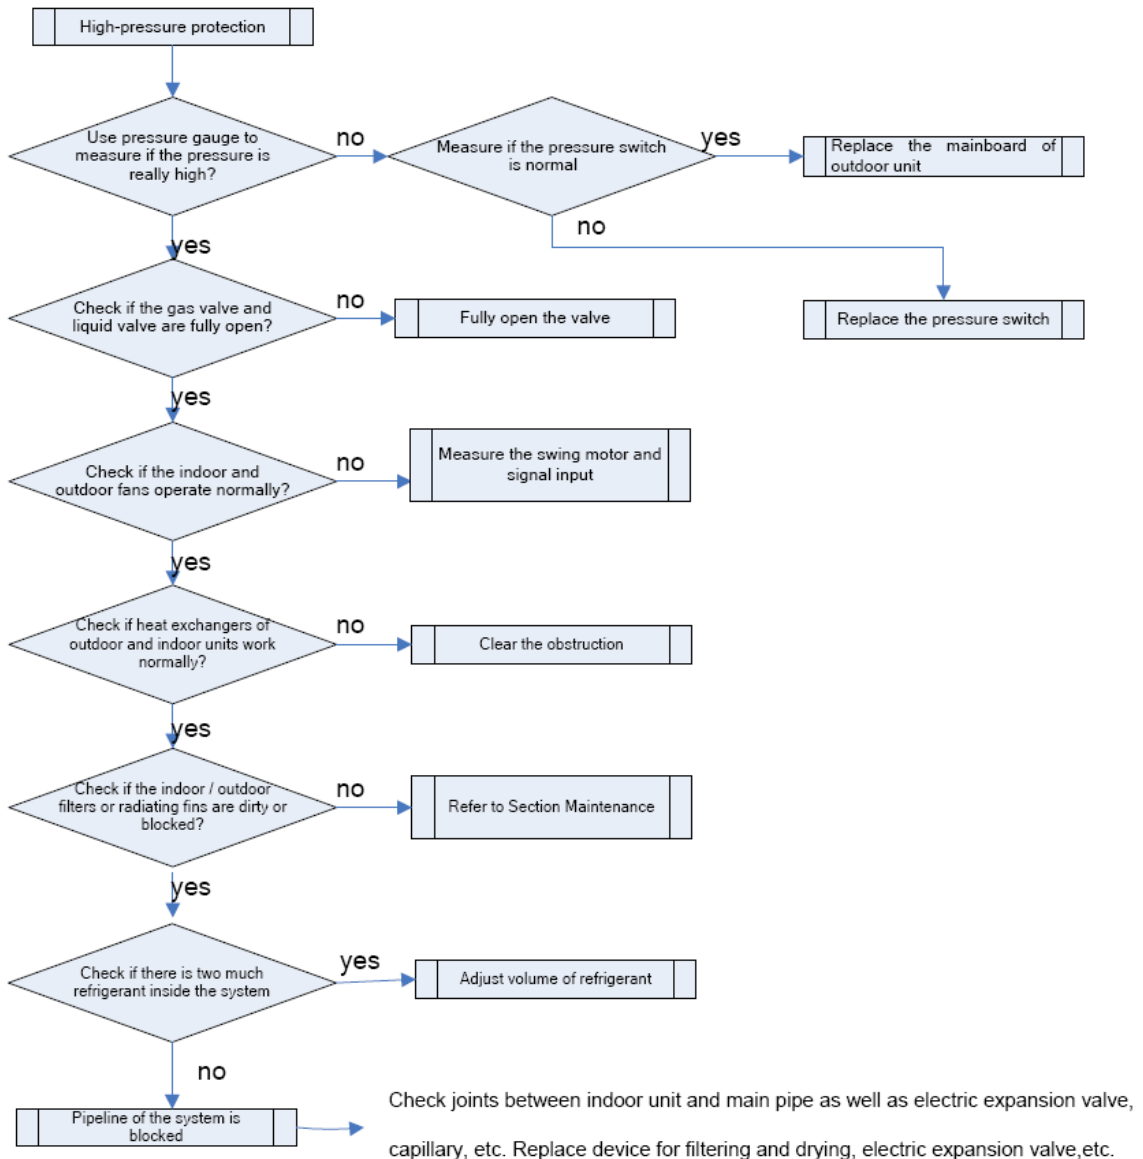 High-pressure protection
Use pressure gauge to
measure if the pressure is
really high?
no
Measure if the pressure switch
is normal
yes
Replace the mainboard of
outdoor unit
no
Replace the pressure switch
yes
Check if the gas valve and
liquid valve are fully open?
no
Fully open the valve
yes
Check if the indoor and
outdoor fans operate normally?
no
Measure the swing motor and
signal input
yes
Check if heat exchangers of
outdoor and indoor units work
normally?
no
Clear the obstruction
yes
Check if the indoor / outdoor
filters or radiating fins are dirty or
blocked?
no
Refer to Section Maintenance
yes
Check if there is two much
refrigerant inside the system
yes
Adjust volume of refrigerant
no
Pipeline of the system is
blocked
Check joints between indoor unit and main pipe as well as electric expansion valve,
capillary, etc. Replace device for filtering and drying, electric expansion valve,etc.